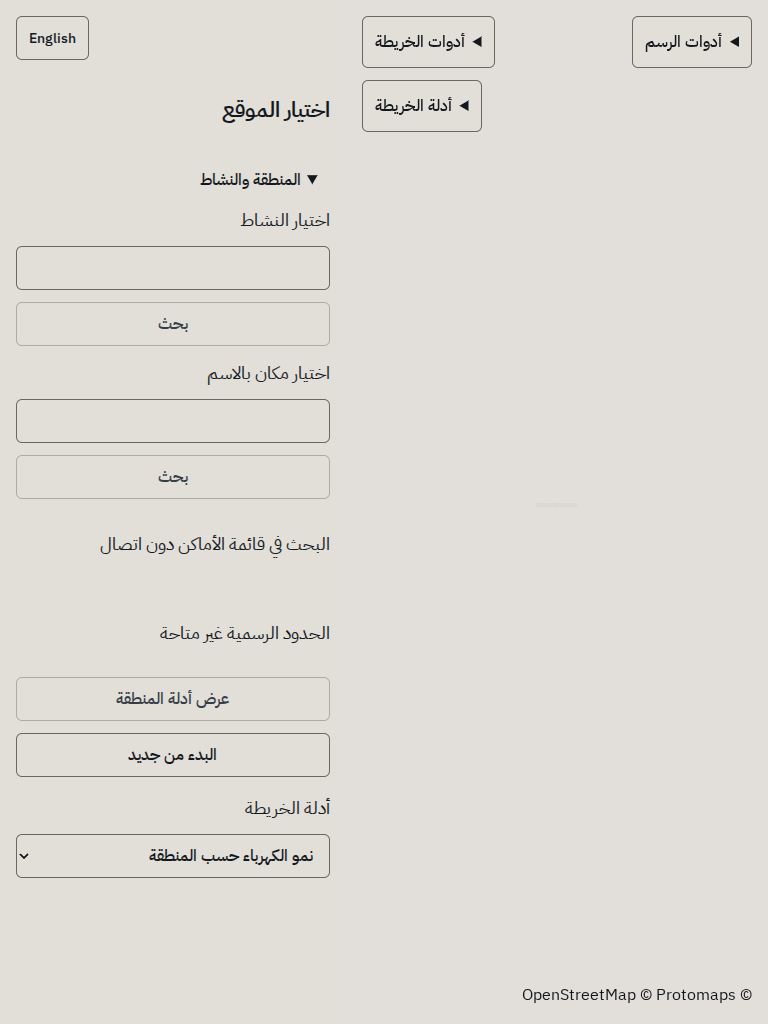 أدوات الرسم
أدوات الخريطة
أدلة الخريطة
English
اختيار الموقع
المنطقة والنشاط
اختيار النشاط
بحث
اختيار مكان بالاسم
بحث
البحث في قائمة الأماكن دون اتصال
الحدود الرسمية غير متاحة
عرض أدلة المنطقة
البدء من جديد
أدلة الخريطة
نمو الكهرباء حسب المنطقة
OpenStreetMap © Protomaps ©